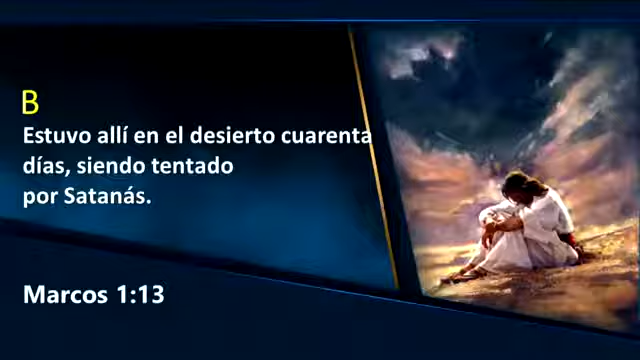 B
Estuvo allí en el desierto cuarenta
días, siendo tentado
por Satanás.
Marcos 1:13